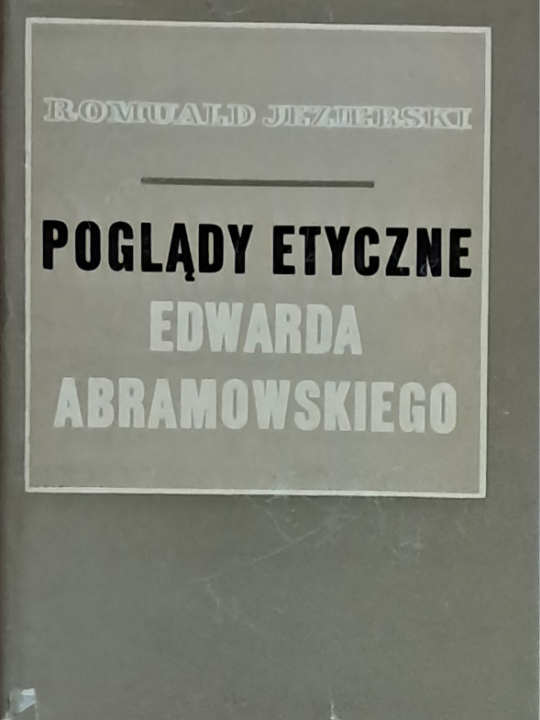 ROMUALD JEZIERSKI
POGLĄDY ETYCZNE
EDWARDA
ABRAMOWSKIEGO